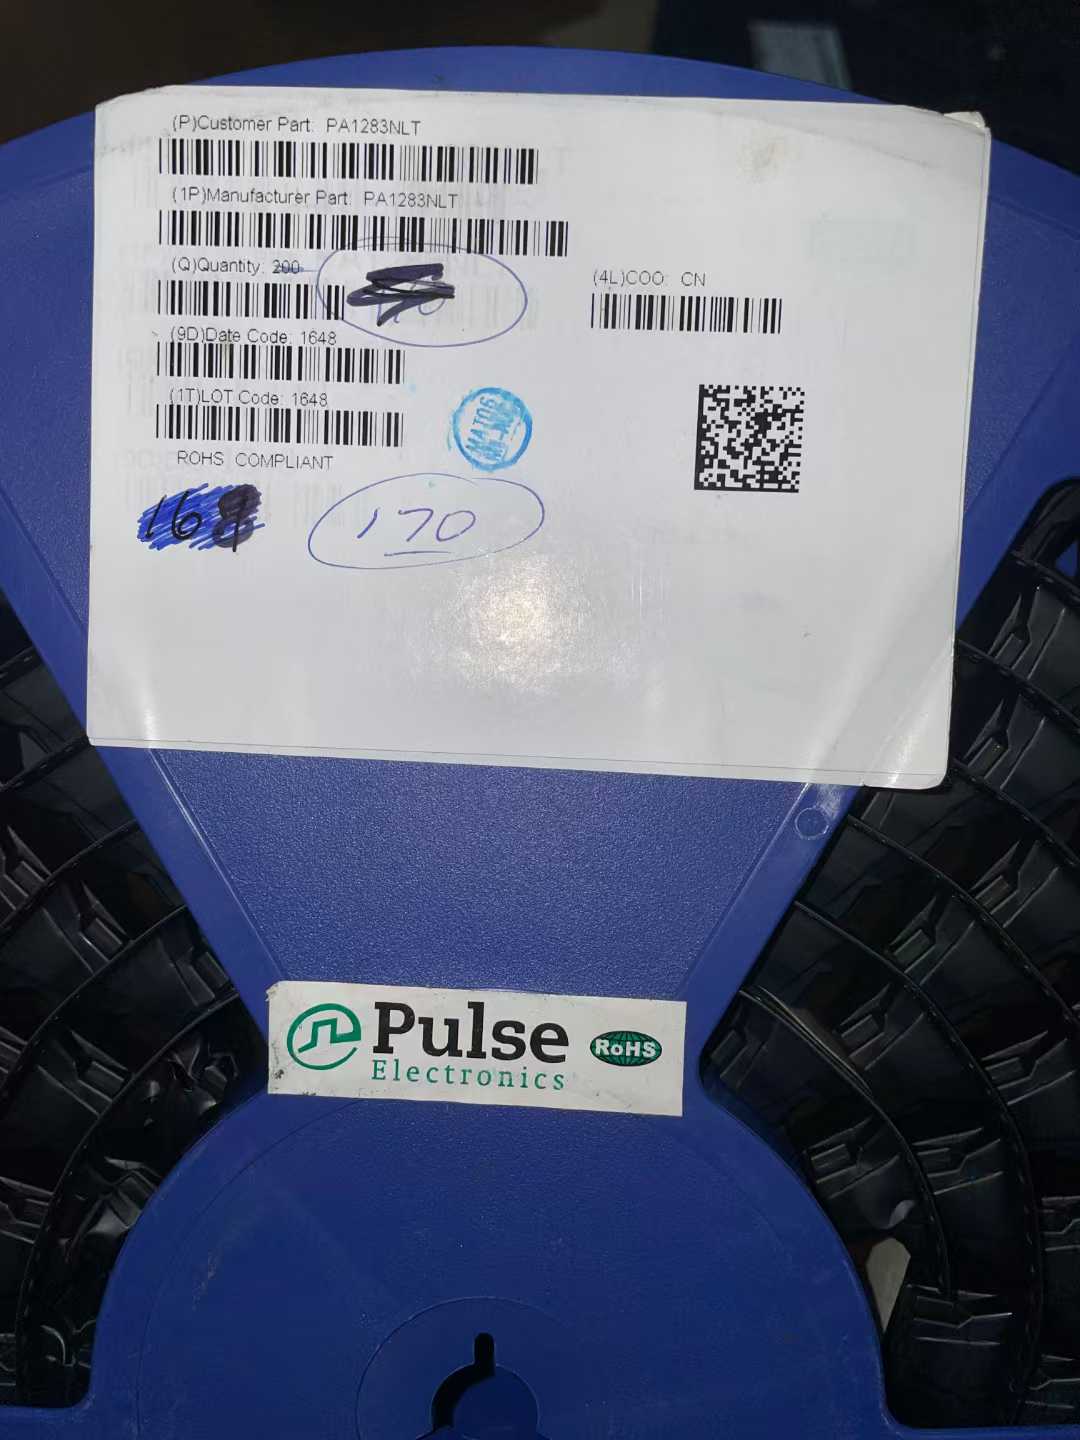 (P)Customer Part: PA1283NLT
(1P)Manufacturer Part: PA1283NLT
(Q)Quantity: 200
(4L)COO: CN
(9D)Date Code: 1648
(1T)LOT Code: 1648
MAT06
ROHS COMPLIANT
170
Pulse
Electronics
RoHS